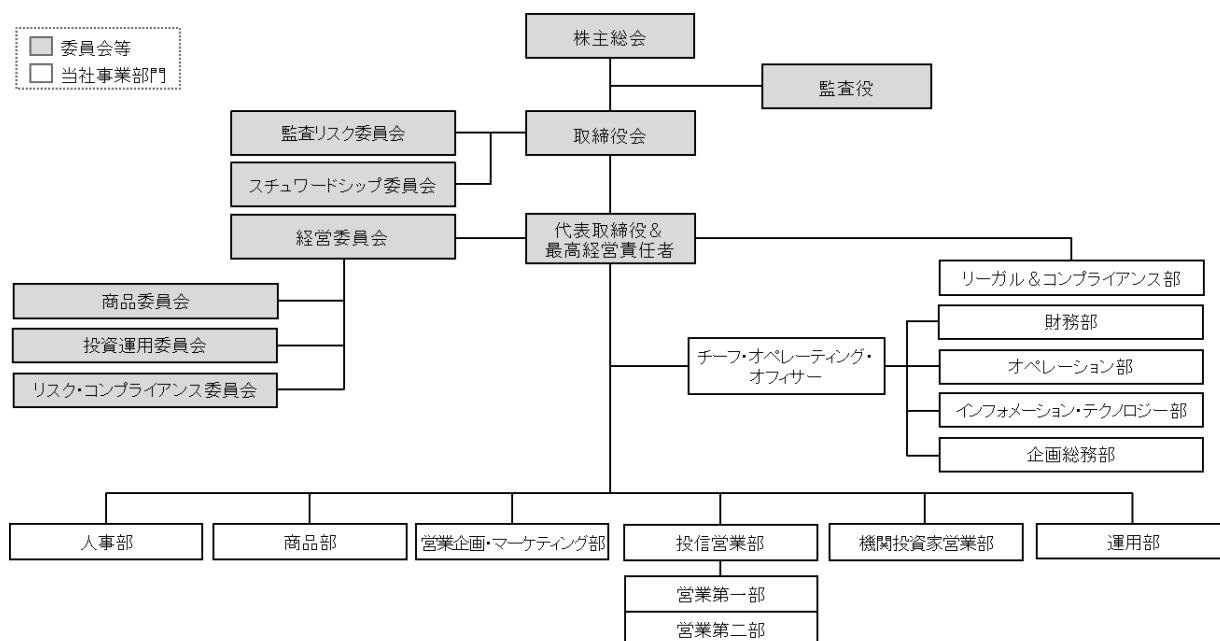 株主総会
委員会等
当社事業部門
監査役
監査リスク委員会
取締役会
スチュワードシップ委員会
経営委員会
代表取締役&
最高経営責任者
リーガル&コンプライアンス部
商品委員会
財務部
投資運用委員会
チーフ・オペレーティング・
オフィサー
オペレーション部
リスク・コンプライアンス委員会
インフォメーション・テクノロジー部
企画総務部
人事部
商品部
営業企画・マーケティング部
投信営業部
機関投資家営業部
運用部
営業第一部
営業第二部